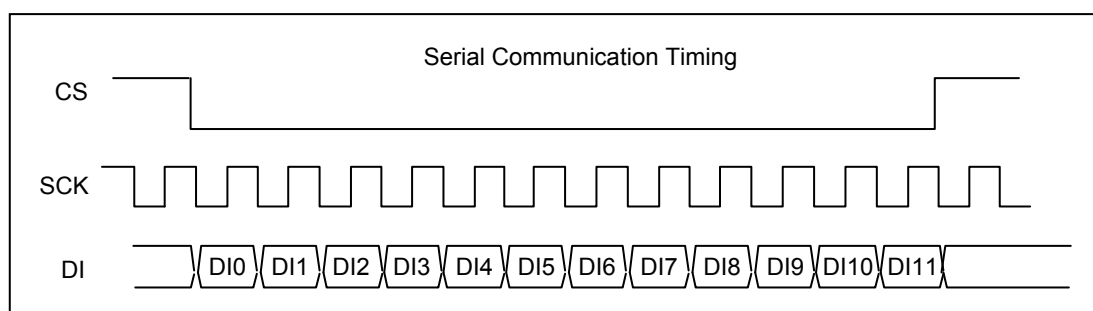 Serial Communication Timing
CS
SCK
DI
DI0 DI1 DI2 DI3 DI4 DI5 DI6 DI7 DI8 DI9 DI10 DI11